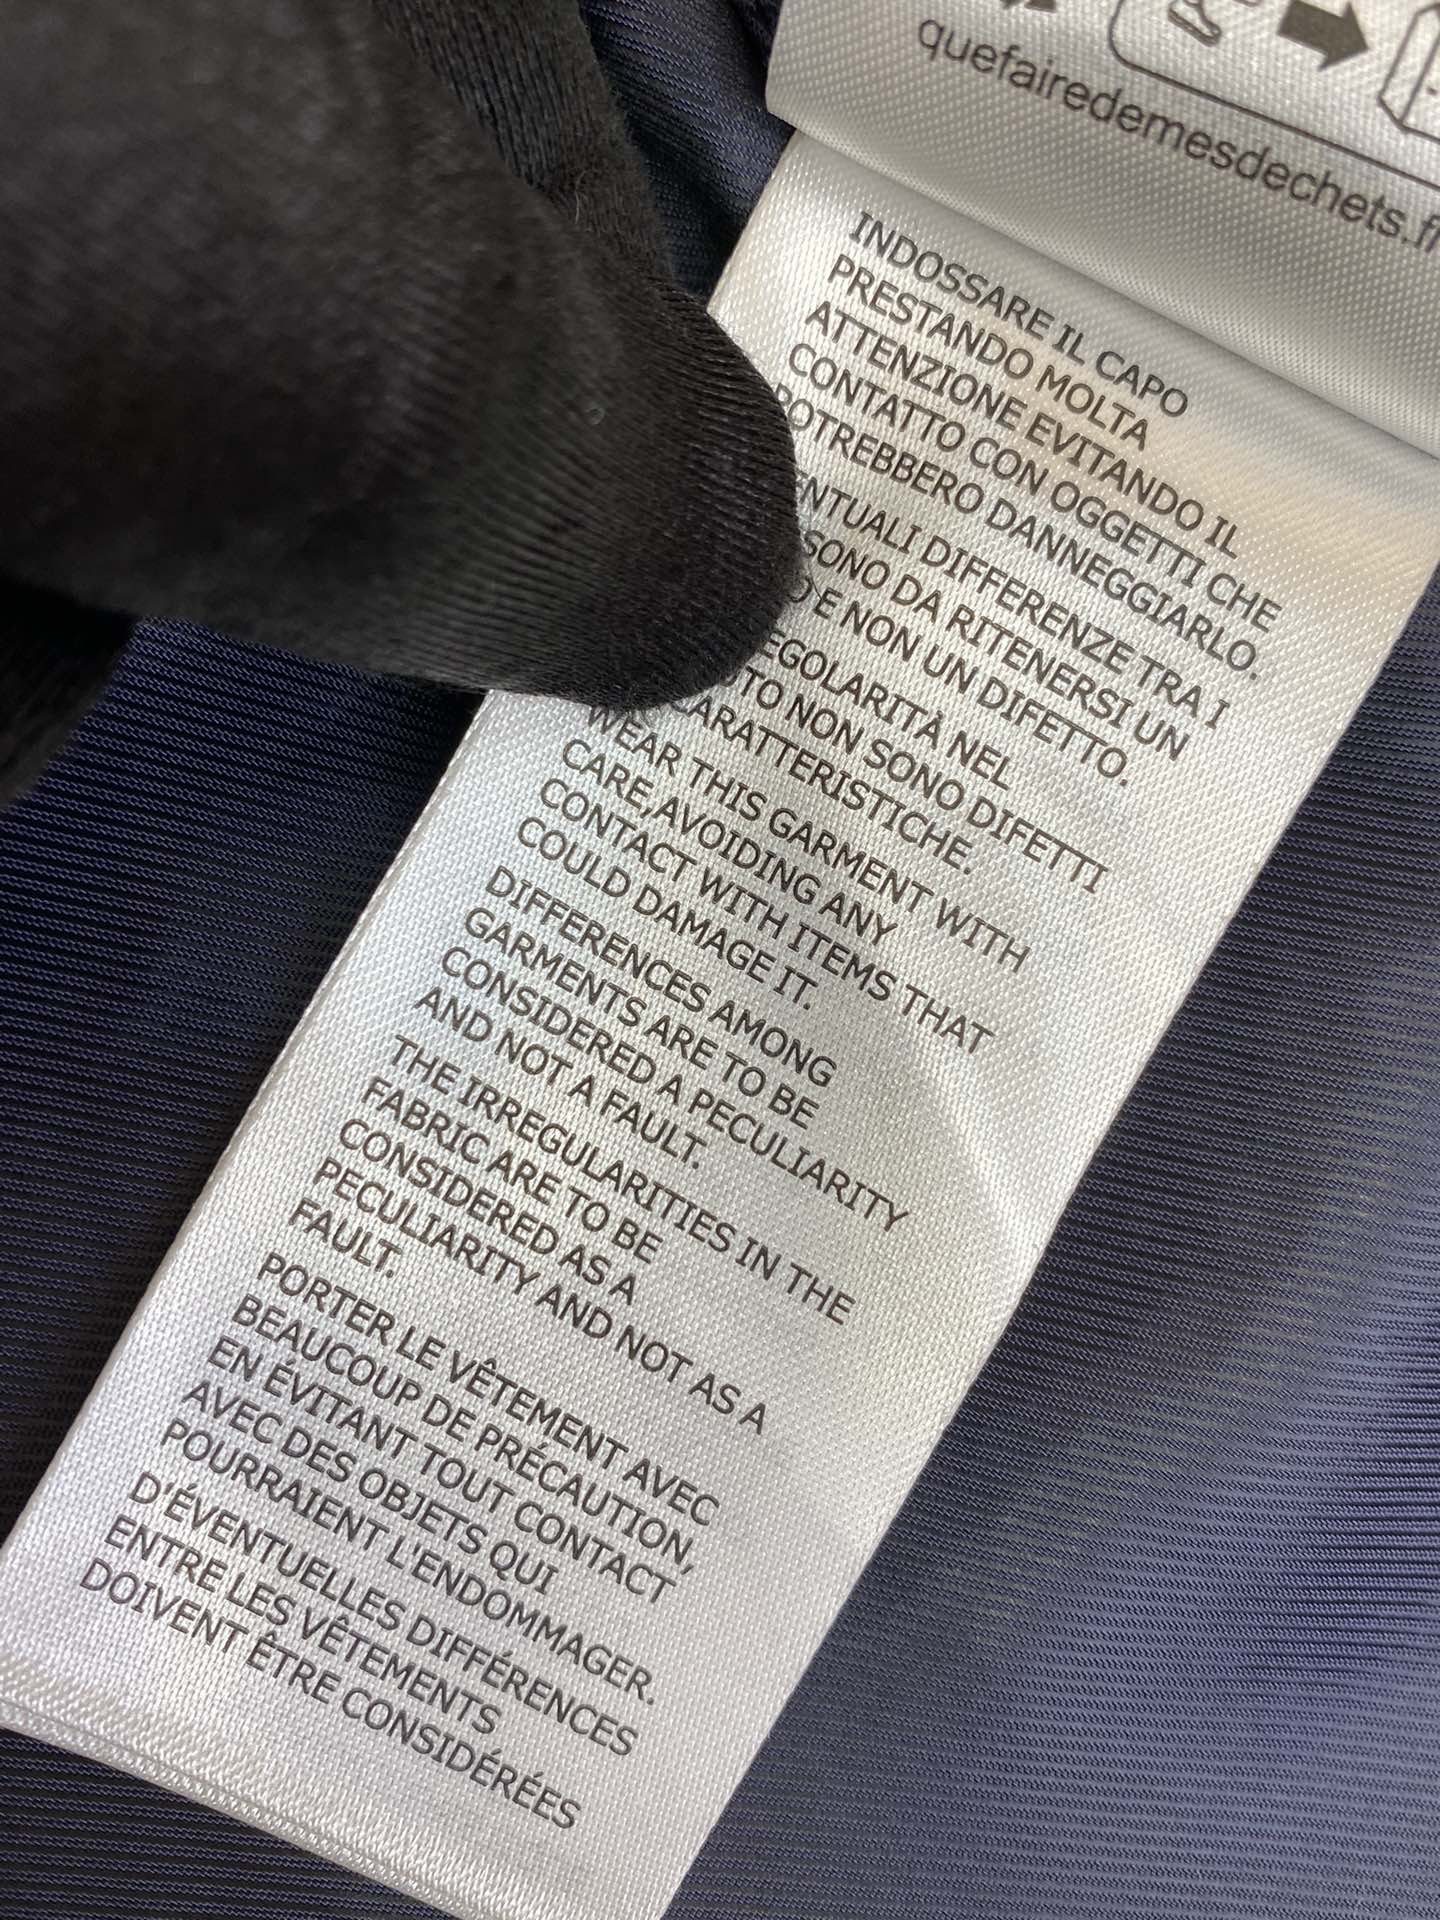 quefairedemesdechets.f
INDOSSARE IL CAPO
PRESTANDO MOLTA
ATTENZIONE EVITANDO IL
CONTATTO CON OGGETTI CHE
POTREBBERO DANNEGGIARLO.
DIFFERENZE TRA I
SONO DA RITENERSI UN
E NON UN DIFETTO.
NEL
NON SONO DIFETTI
CARATTERISTICHE.
WEAR THIS GARMENT WITH
CARE,AVOIDING ANY
CONTACT WITH ITEMS THAT
COULD DAMAGE IT.
DIFFERENCES AMONG
GARMENTS ARE TO BE
CONSIDERED A PECULIARITY
AND NOT A FAULT.
THE IRREGULARITIES IN THE
FABRIC ARE TO BE
CONSIDERED AS A
PECULIARITY AND NOT AS A
FAULT.
PORTER LE VÊTEMENT AVEC
BEAUCOUP DE PRÉCAUTION,
EN ÉVITANT TOUT CONTACT
AVEC DES OBJETS QUI
POURRAIENT L'ENDOMMAGER.
D'ÉVENTUELLES DIFFÉRENCES
ENTRE LES VÊTEMENTS
DOIVENT ÊTRE CONSIDÉRÉES